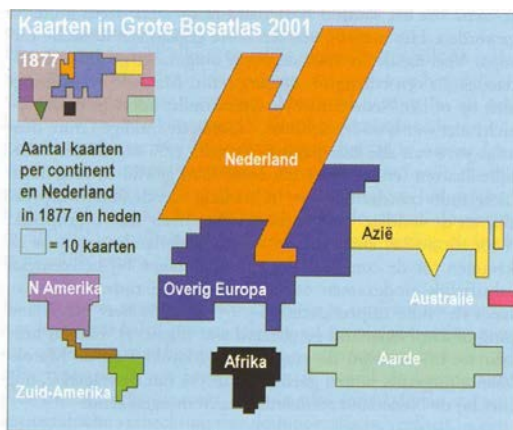 Kaarten in Grote Bosatlas 2001
1877
Aantal kaarten
per continent
en Nederland
in 1877 en heden
= 10 kaarten
Nederland
Azië
N Amerika
Overig Europa
Australië
Afrika
Aarde
Zuid-Amerika